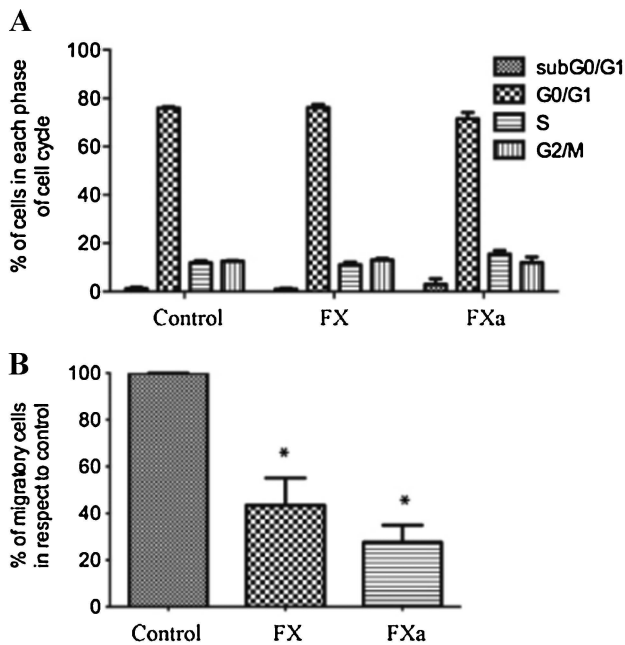 A
% of cells in each phase
of cell cycle
100
80
60
40
20
0
subG0/G1
G0/G1
S
G2/M
Control FX FXa
B
% of migratory cells
in respect to control
100
80
60
40
20
0
*
*
Control FX FXa